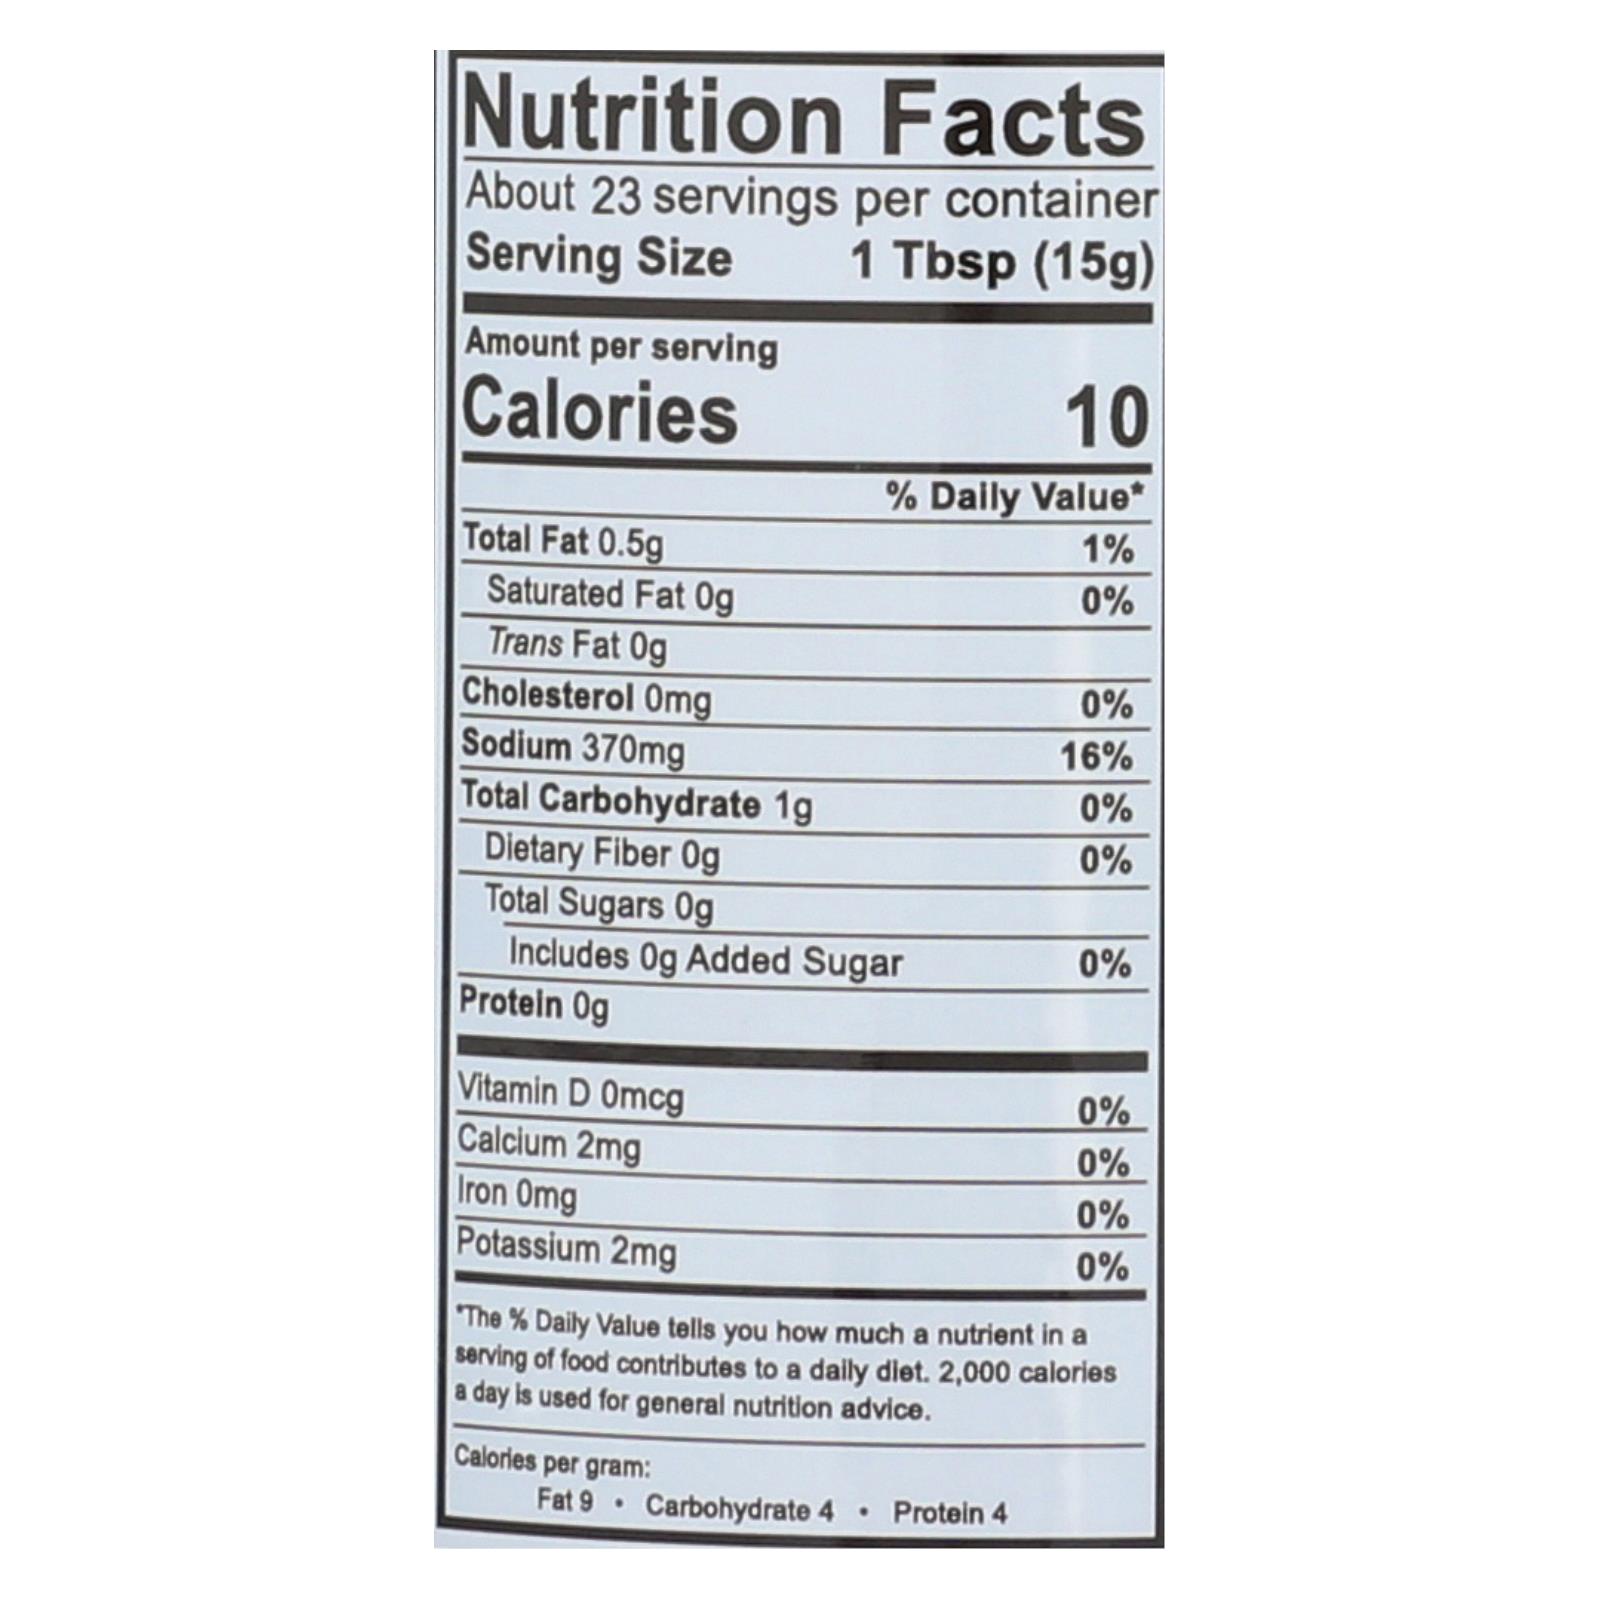 Nutrition Facts
About 23 servings per container
Serving Size 1 Tbsp (15g)
Amount per serving
Calories 10
% Daily Value*
Total Fat 0.5g 1%
Saturated Fat 0g 0%
Trans Fat 0g
Cholesterol 0mg 0%
Sodium 370mg 16%
Total Carbohydrate 1g 0%
Dietary Fiber 0g 0%
Total Sugars 0g
Includes 0g Added Sugar 0%
Protein 0g
Vitamin D 0mcg 0%
Calcium 2mg 0%
Iron 0mg 0%
Potassium 2mg 0%
*The % Daily Value tells you how much a nutrient in a
serving of food contributes to a daily diet. 2,000 calories
a day is used for general nutrition advice.
Calories per gram:
Fat 9 • Carbohydrate 4 • Protein 4